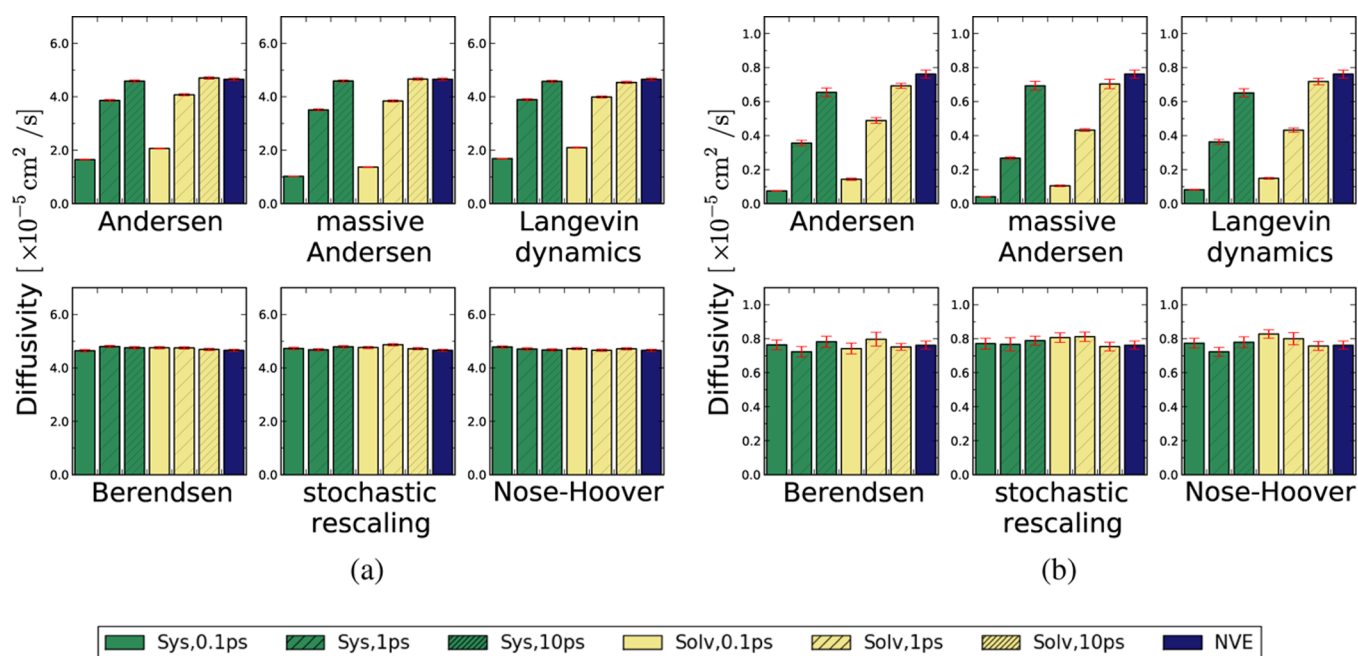 Diffusivity [×10⁻⁵ cm² /s]
6.0
4.0
2.0
0.0
Andersen
6.0
4.0
2.0
0.0
massive
Andersen
6.0
4.0
2.0
0.0
Langevin
dynamics
6.0
4.0
2.0
0.0
Berendsen
6.0
4.0
2.0
0.0
stochastic
rescaling
6.0
4.0
2.0
0.0
Nose-Hoover
(a)
Diffusivity [×10⁻⁵ cm² /s]
1.0
0.8
0.6
0.4
0.2
0.0
Andersen
1.0
0.8
0.6
0.4
0.2
0.0
massive
Andersen
1.0
0.8
0.6
0.4
0.2
0.0
Langevin
dynamics
1.0
0.8
0.6
0.4
0.2
0.0
Berendsen
1.0
0.8
0.6
0.4
0.2
0.0
stochastic
rescaling
1.0
0.8
0.6
0.4
0.2
0.0
Nose-Hoover
(b)
Sys,0.1ps Sys,1ps Sys,10ps Solv,0.1ps Solv,1ps Solv,10ps NVE